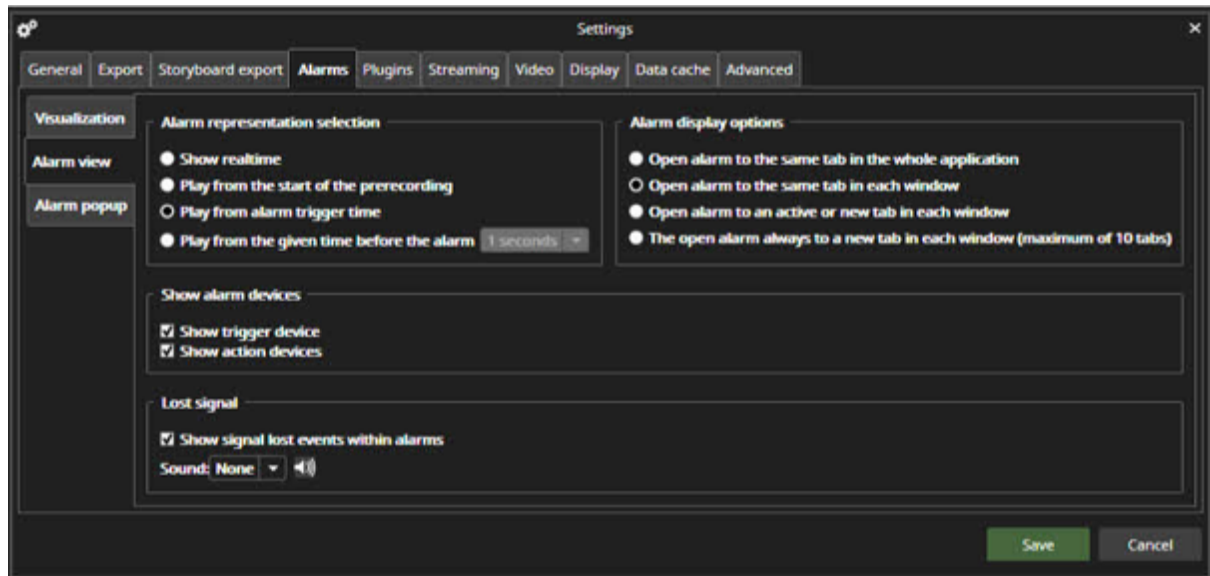 Settings
General Export Storyboard export Alarms Plugins Streaming Video Display Data cache Advanced
Visualization
Alarm view
Alarm popup
Alarm representation selection
Show realtime
Play from the start of the prerecording
Play from alarm trigger time
Play from the given time before the alarm 1 seconds
Alarm display options
Open alarm to the same tab in the whole application
Open alarm to the same tab in each window
Open alarm to an active or new tab in each window
The open alarm always to a new tab in each window (maximum of 10 tabs)
Show alarm devices
Show trigger device
Show action devices
Lost signal
Show signal lost events within alarms
Sound: None
Save Cancel